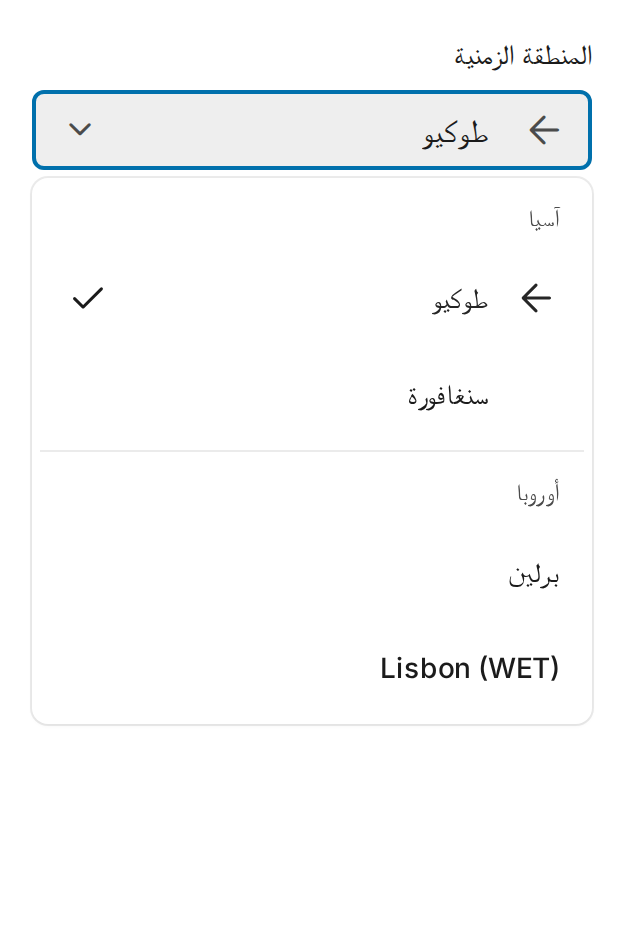 المنطقة الزمنية
طوكيو
آسيا
طوكيو
سنغافورة
أوروبا
برلين
Lisbon (WET)